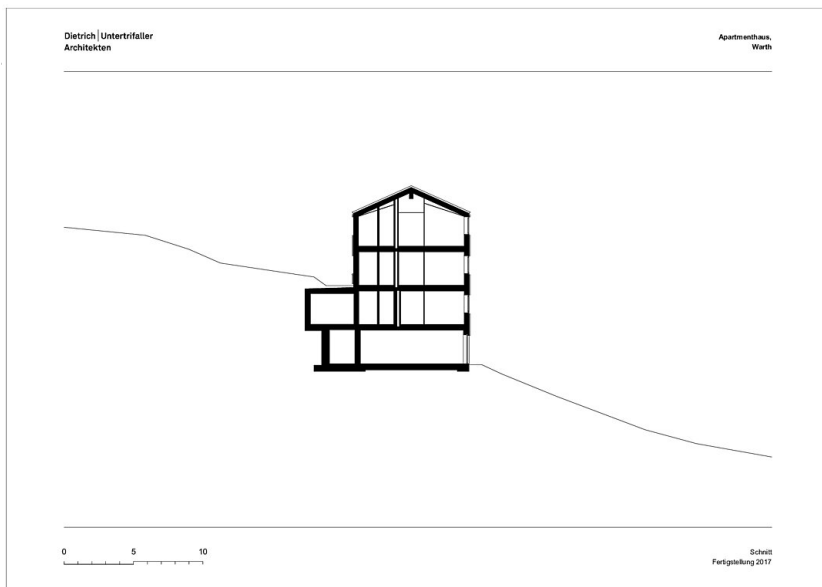 Dietrich|Untertrifaller
Architekten
Apartmenthaus,
Warth
0 5 10
Schnitt
Fertigstellung 2017